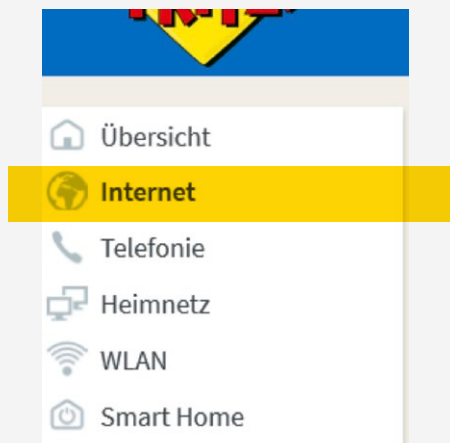 Übersicht
Internet
Telefonie
Heimnetz
WLAN
Smart Home